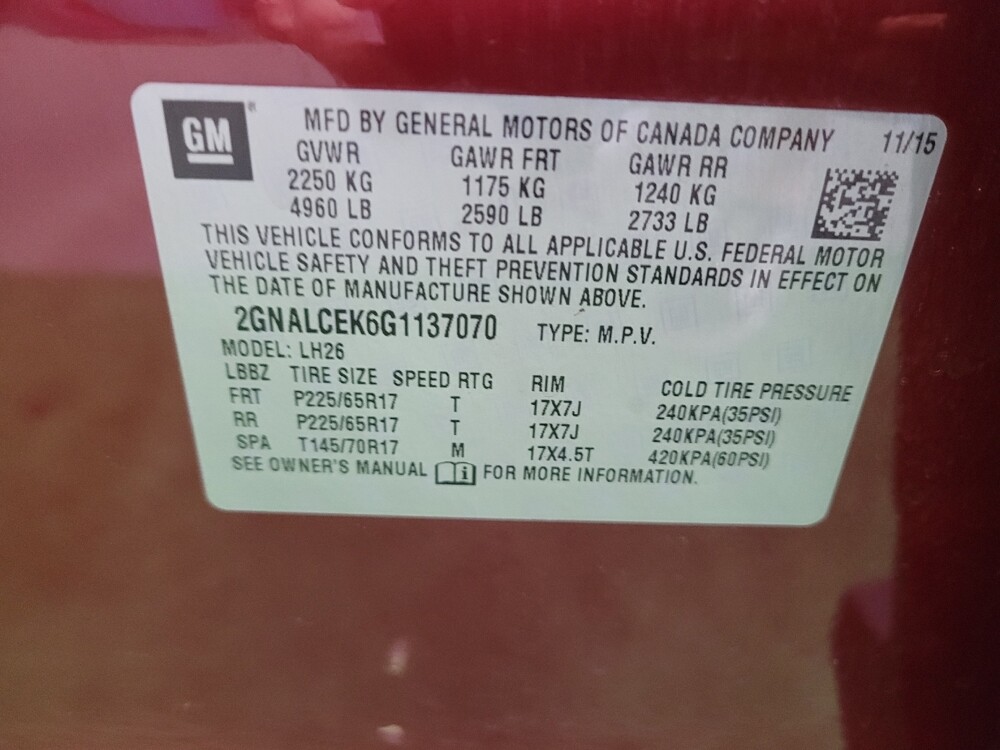 GM ® MFD BY GENERAL MOTORS OF CANADA COMPANY 11/15
GVWR GAWR FRT GAWR RR
2250 KG 1175 KG 1240 KG
4960 LB 2590 LB 2733 LB
THIS VEHICLE CONFORMS TO ALL APPLICABLE U.S. FEDERAL MOTOR
VEHICLE SAFETY AND THEFT PREVENTION STANDARDS IN EFFECT ON
THE DATE OF MANUFACTURE SHOWN ABOVE.
2GNALCEK6G1137070 TYPE: M.P.V.
MODEL: LH26
LBBZ TIRE SIZE SPEED RTG RIM COLD TIRE PRESSURE
FRT P225/65R17 T 17X7J 240KPA(35PSI)
RR P225/65R17 T 17X7J 240KPA(35PSI)
SPA T145/70R17 M 17X4.5T 420KPA(60PSI)
SEE OWNER'S MANUAL i FOR MORE INFORMATION.